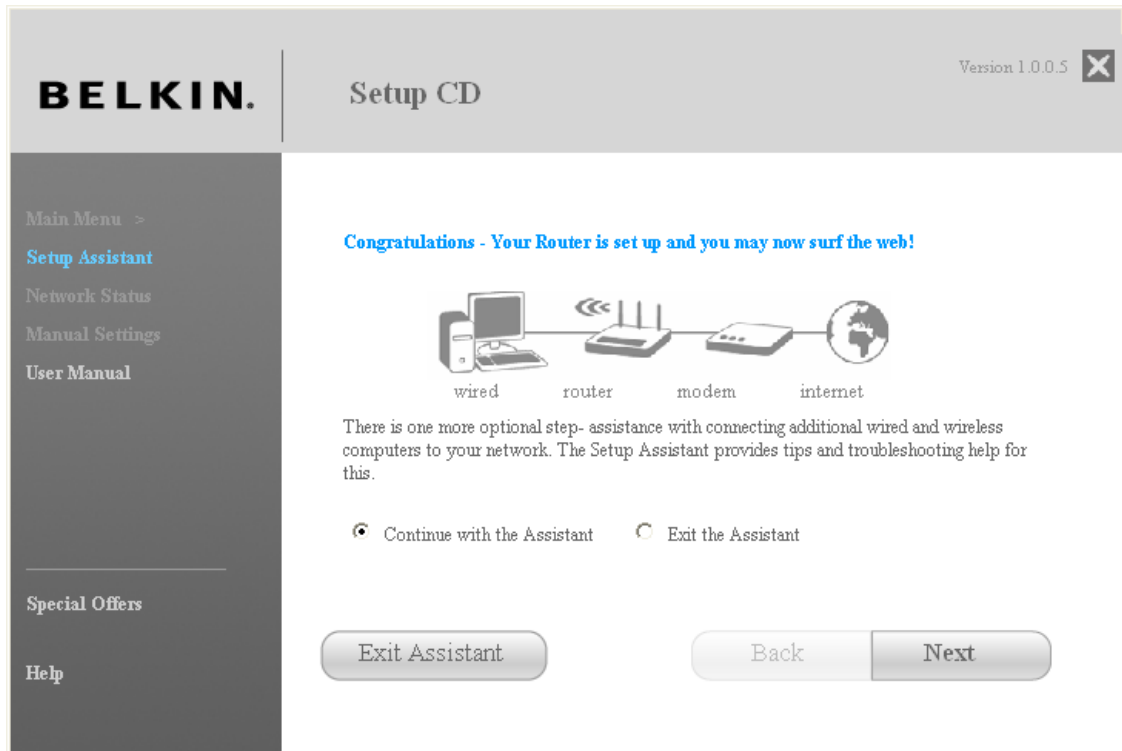 BELKIN.
Setup CD
Version 1.0.0.5
Main Menu >
Setup Assistant
Network Status
Manual Settings
User Manual
Special Offers
Help
Congratulations - Your Router is set up and you may now surf the web!
wired router modem internet
There is one more optional step- assistance with connecting additional wired and wireless
computers to your network. The Setup Assistant provides tips and troubleshooting help for
this.
Continue with the Assistant Exit the Assistant
Exit Assistant Back Next